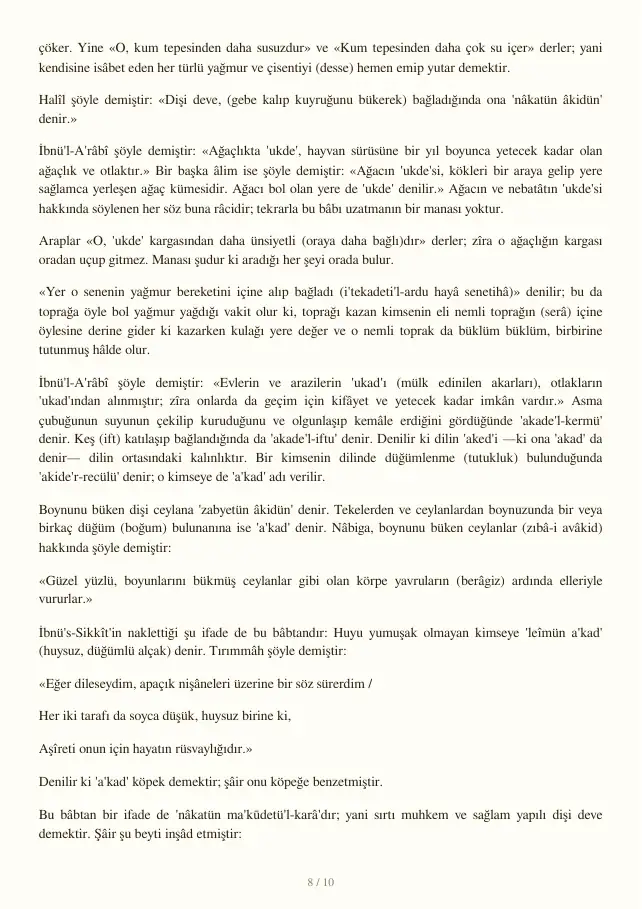 çöker. Yine «O, kum tepesinden daha susuzdur» ve «Kum tepesinden daha çok su içer» derler; yani
kendisine isâbet eden her türlü yağmur ve çisentiyi (desse) hemen emip yutar demektir.
Halîl şöyle demiştir: «Dişi deve, (gebe kalıp kuyruğunu bükerek) bağladığında ona 'nâkatün âkidün'
denir.»
İbnü'l-A'râbî şöyle demiştir: «Ağaçlıkta 'ukde', hayvan sürüsüne bir yıl boyunca yetecek kadar olan
ağaçlık ve otlaktır.» Bir başka âlim ise şöyle demiştir: «Ağacın 'ukde'si, kökleri bir araya gelip yere
sağlamca yerleşen ağaç kümesidir. Ağacı bol olan yere de 'ukde' denilir.» Ağacın ve nebatâtın 'ukde'si
hakkında söylenen her söz buna râcidir; tekrarla bu bâbı uzatmanın bir manası yoktur.
Araplar «O, 'ukde' kargasından daha ünsiyetli (oraya daha bağlı)dır» derler; zîra o ağaçlığın kargası
oradan uçup gitmez. Manası şudur ki aradığı her şeyi orada bulur.
«Yer o senenin yağmur bereketini içine alıp bağladı (i'tekadeti'l-ardu hayâ senetihâ)» denilir; bu da
toprağa öyle bol yağmur yağdığı vakit olur ki, toprağı kazan kimsenin eli nemli toprağın (serâ) içine
öylesine derine gider ki kazarken kulağı yere değer ve o nemli toprak da büklüm büklüm, birbirine
tutunmuş hâlde olur.
İbnü'l-A'râbî şöyle demiştir: «Evlerin ve arazilerin 'ukad'ı (mülk edinilen akarları), otlakların
'ukad'ından alınmıştır; zîra onlarda da geçim için kifâyet ve yetecek kadar imkân vardır.» Asma
çubuğunun suyunun çekilip kuruduğunu ve olgunlaşıp kemâle erdiğini gördüğünde 'akade'l-kermü'
denir. Keş (ift) katılaşıp bağlandığında da 'akade'l-iftu' denir. Denilir ki dilin 'aked'i —ki ona 'akad' da
denir— dilin ortasındaki kalınlıktır. Bir kimsenin dilinde düğümlenme (tutukluk) bulunduğunda
'akide'r-recülü' denir; o kimseye de 'a'kad' adı verilir.
Boynunu büken dişi ceylana 'zabyetün âkidün' denir. Tekelerden ve ceylanlardan boynuzunda bir veya
birkaç düğüm (boğum) bulunanına ise 'a'kad' denir. Nâbiga, boynunu büken ceylanlar (zıbâ-i avâkid)
hakkında şöyle demiştir:
«Güzel yüzlü, boyunlarını bükmüş ceylanlar gibi olan körpe yavruların (berâgiz) ardında elleriyle
vururlar.»
İbnü's-Sikkît'in naklettiği şu ifade de bu bâbtandır: Huyu yumuşak olmayan kimseye 'leîmün a'kad'
(huysuz, düğümlü alçak) denir. Tırımmâh şöyle demiştir:
«Eğer dileseydim, apaçık nişâneleri üzerine bir söz sürerdim /
Her iki tarafı da soyca düşük, huysuz birine ki,
Aşîreti onun için hayatın rüsvaylığıdır.»
Denilir ki 'a'kad' köpek demektir; şâir onu köpeğe benzetmiştir.
Bu bâbtan bir ifade de 'nâkatün ma'kūdetü'l-karâ'dır; yani sırtı muhkem ve sağlam yapılı dişi deve
demektir. Şâir şu beyti inşâd etmiştir:
8 / 10